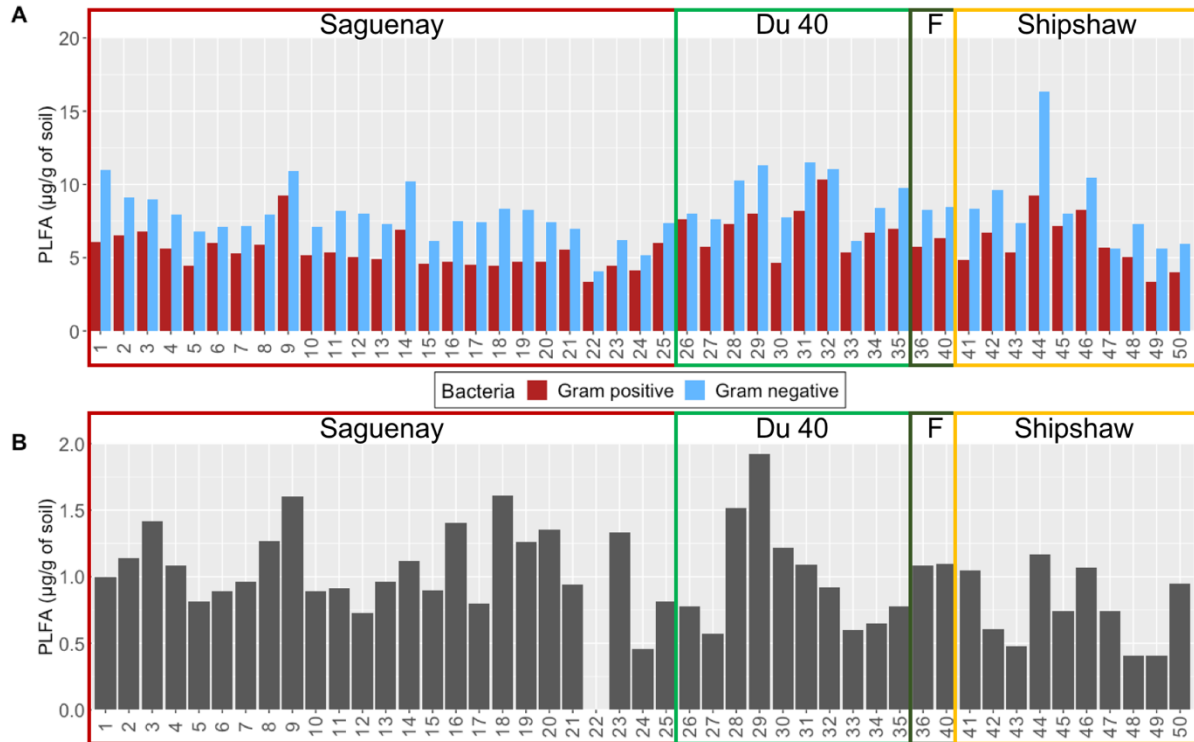 A
Saguenay Du 40 F Shipshaw
PLFA (µg/g of soil)
20
15
10
5
0
1 2 3 4 5 6 7 8 9 10 11 12 13 14 15 16 17 18 19 20 21 22 23 24 25 26 27 28 29 30 31 32 33 34 35 36 40 41 42 43 44 45 46 47 48 49 50
Bacteria Gram positive Gram negative
B
Saguenay Du 40 F Shipshaw
PLFA (µg/g of soil)
2.0
1.5
1.0
0.5
0.0
1 2 3 4 5 6 7 8 9 10 11 12 13 14 15 16 17 18 19 20 21 22 23 24 25 26 27 28 29 30 31 32 33 34 35 36 40 41 42 43 44 45 46 47 48 49 50